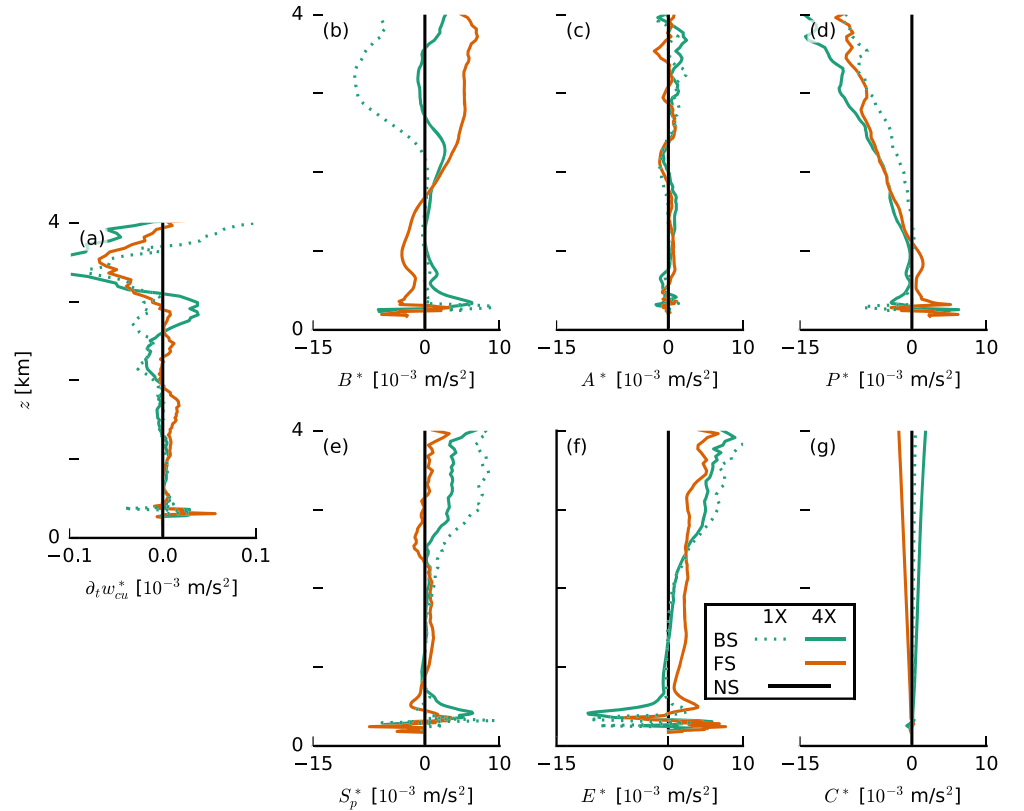 4
(b)
(c)
(d)
0
−15
0
10
−15
0
10
−15
0
10
B* [10⁻³ m/s²]
A* [10⁻³ m/s²]
P* [10⁻³ m/s²]
4
(a)
z [km]
0
−0.1
0.0
0.1
∂ₜw*cu [10⁻³ m/s²]
4
(e)
(f)
(g)
1X 4X
BS
FS
NS
0
−15
0
10
−15
0
10
−15
0
10
S*p [10⁻³ m/s²]
E* [10⁻³ m/s²]
C* [10⁻³ m/s²]